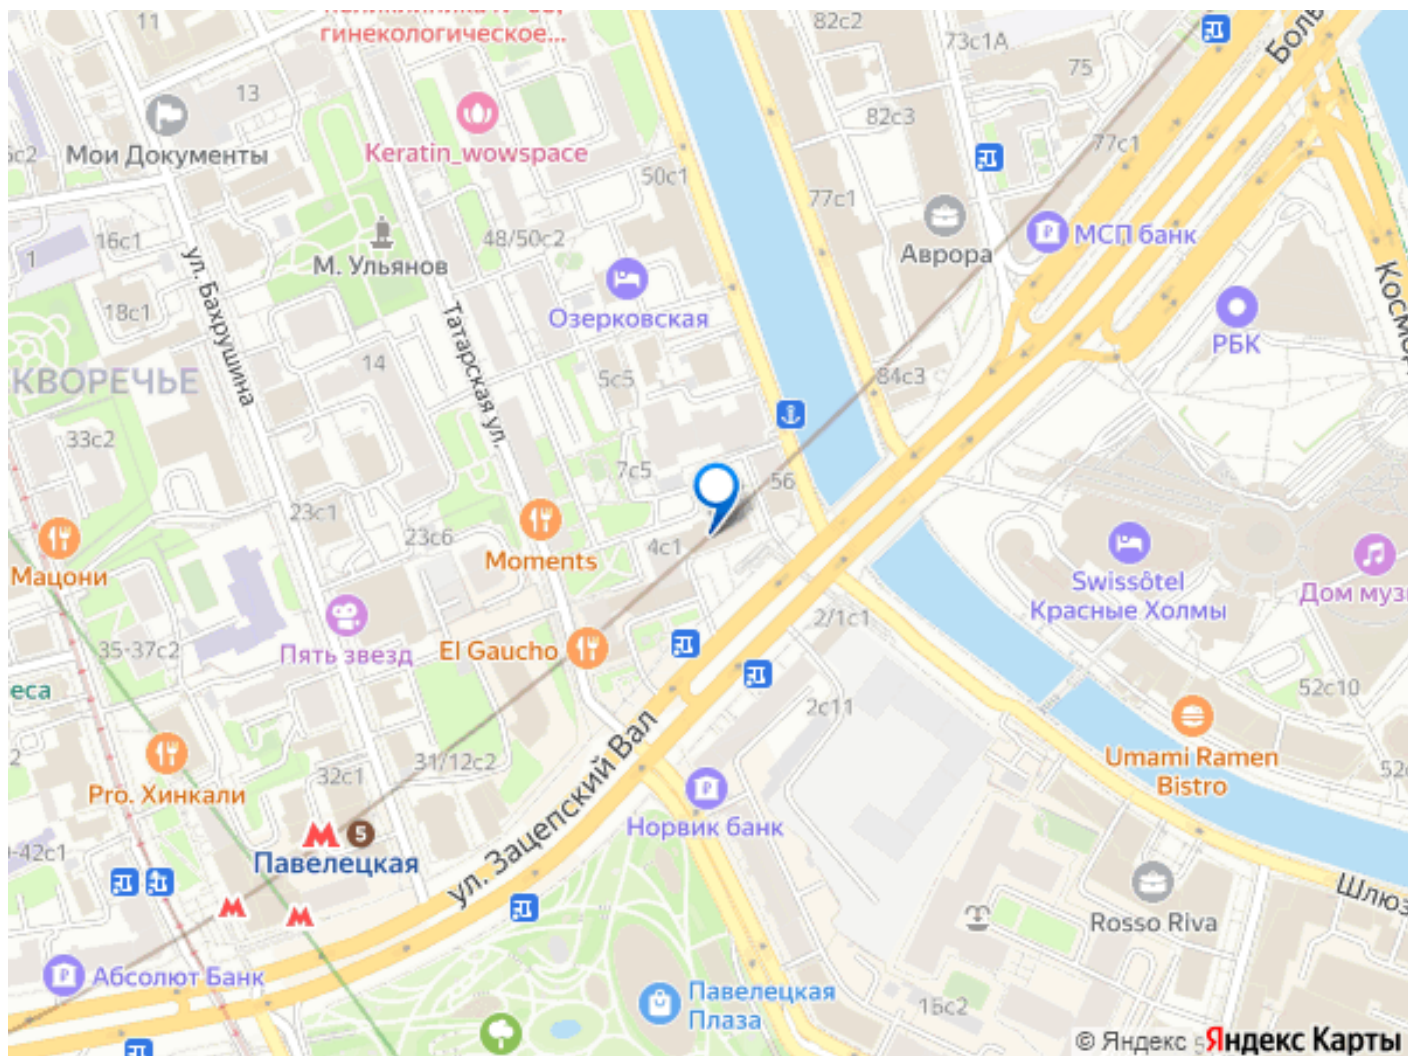 гинекологическое...
11
82с2
73с1А
75
Боль
13
82с3
77с1
Мои Документы
Keratin_wowspace
50с1
77с1
16с1
1
48/50с2
Аврора
МСП банк
М. Ульянов
ул. Бахрушина
18с1
Озерковская
Татарская ул.
РБК
14
5с5
84с3
КВОРЕЧЬЕ
33с2
7с5
56
23с1
23с6
4с1
Moments
Мацони
Swissôtel
Красные Холмы
Дом муз
2/1с1
35-37с2
Пять звезд
El Gaucho
еса
52с10
2с11
ул. Зацепский Вал
31/12с2
32с1
Umami Ramen
Bistro
Pro. Хинкали
Норвик банк
5
Павелецкая
Шлюз
Rosso Riva
Абсолют Банк
Павелецкая
Плаза
15с2
© Яндекс
Яндекс Карты